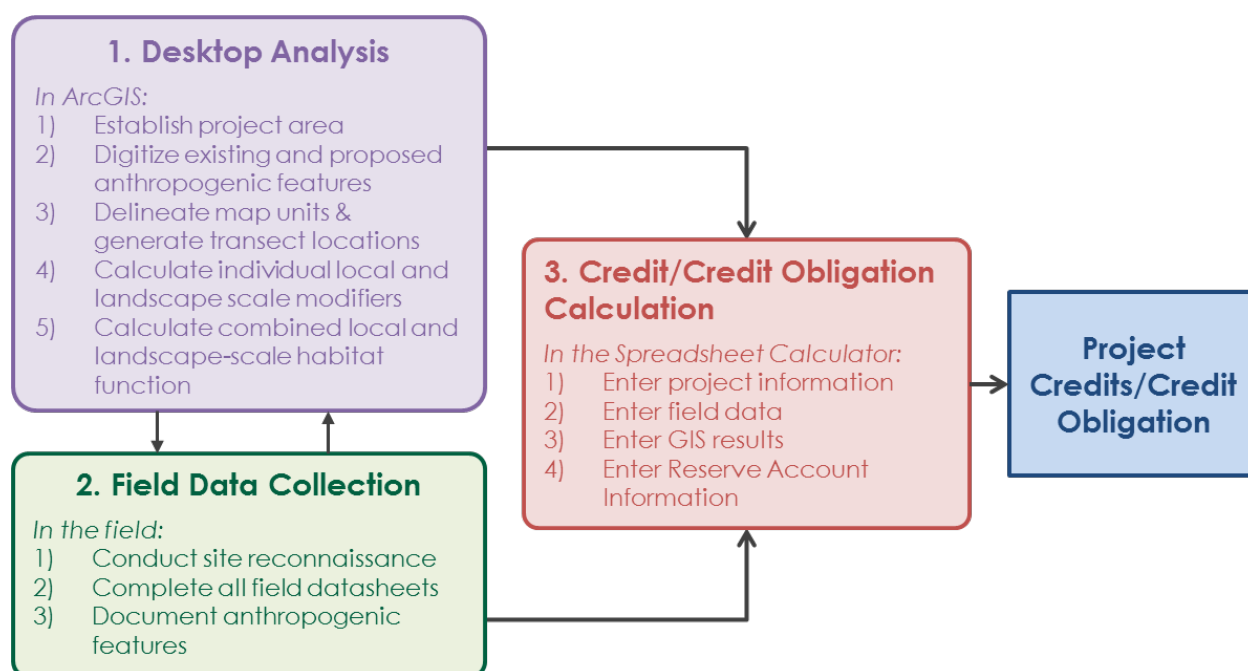 1. Desktop Analysis
In ArcGIS:
1) Establish project area
2) Digitize existing and proposed
anthropogenic features
3) Delineate map units &
generate transect locations
4) Calculate individual local and
landscape scale modifiers
5) Calculate combined local and
landscape-scale habitat
function
2. Field Data Collection
In the field:
1) Conduct site reconnaissance
2) Complete all field datasheets
3) Document anthropogenic
features
3. Credit/Credit Obligation
Calculation
In the Spreadsheet Calculator:
1) Enter project information
2) Enter field data
3) Enter GIS results
4) Enter Reserve Account
Information
Project
Credits/Credit
Obligation